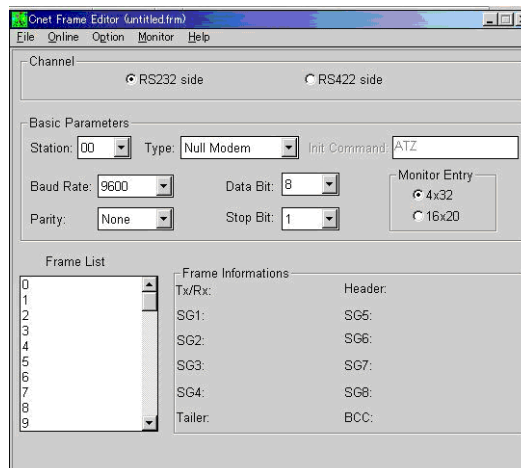 Cnet Frame Editor (untitled.frm)
File Online Option Monitor Help
Channel
RS232 side RS422 side
Basic Parameters
Station: 00 Type: Null Modem Init Command: ATZ
Baud Rate: 9600 Data Bit: 8 Monitor Entry
4x32
Parity: None Stop Bit: 1 16x20
Frame List
Frame Informations
0
1
2
3
4
5
6
7
8
9
Tx/Rx: Header:
SG1: SG5:
SG2: SG6:
SG3: SG7:
SG4: SG8:
Tailer: BCC: